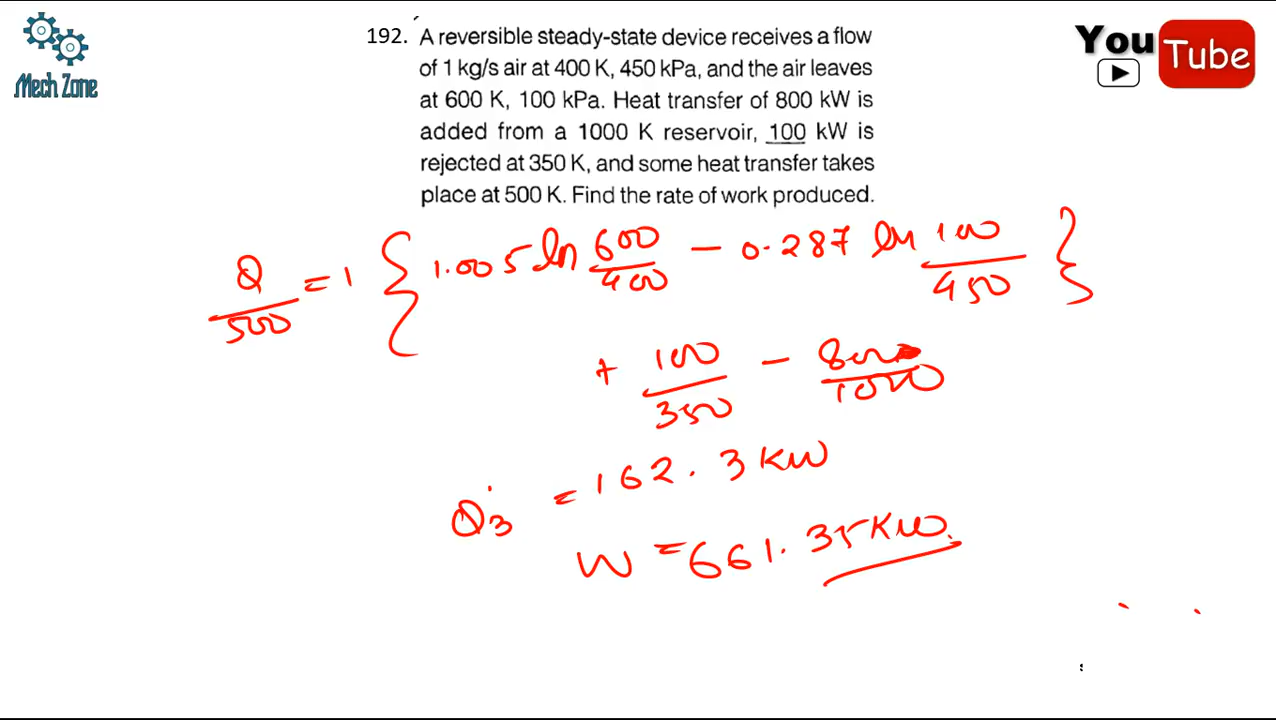 Mech Zone
You Tube
192. A reversible steady-state device receives a flow
of 1 kg/s air at 400 K, 450 kPa, and the air leaves
at 600 K, 100 kPa. Heat transfer of 800 kW is
added from a 1000 K reservoir, 100 kW is
rejected at 350 K, and some heat transfer takes
place at 500 K. Find the rate of work produced.
Q/500 = 1 { 1.005 ln 600/400 - 0.287 ln 100/450 }
+ 100/350 - 800/1000
Q̇3 = 162.3 KW
W = 661.35 KW.